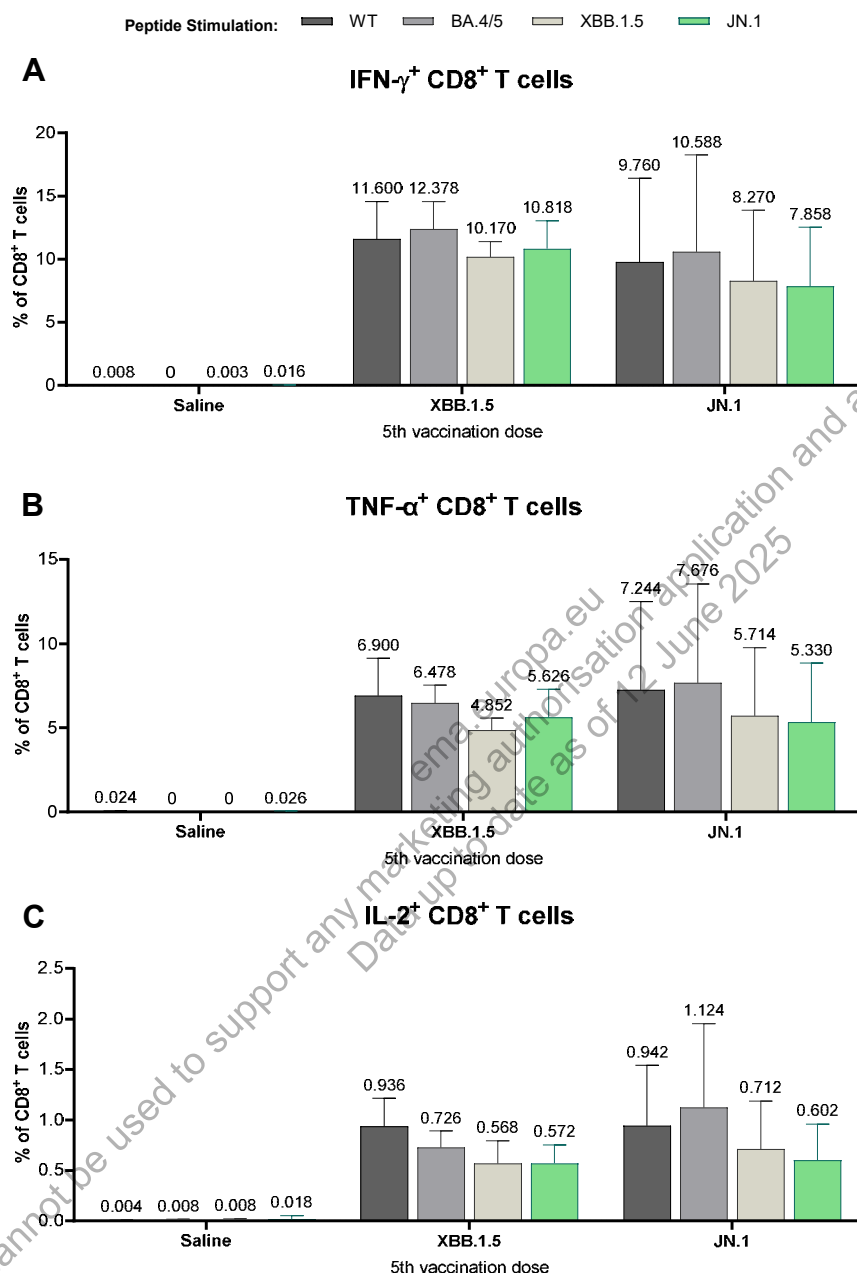 Peptide Stimulation: WT BA.4/5 XBB.1.5 JN.1
A
IFN-γ⁺ CD8⁺ T cells
% of CD8⁺ T cells
20
15
10
5
0
0.008 0 0.003 0.016
11.600 12.378 10.170 10.818
9.760 10.588 8.270 7.858
Saline XBB.1.5 JN.1
5th vaccination dose
B
TNF-α⁺ CD8⁺ T cells
% of CD8⁺ T cells
15
10
5
0
0.024 0 0 0.026
6.900 6.478 4.852 5.626
7.244 7.676 5.714 5.330
Saline XBB.1.5 JN.1
5th vaccination dose
C
IL-2⁺ CD8⁺ T cells
% of CD8⁺ T cells
2.5
2.0
1.5
1.0
0.5
0.0
0.004 0.008 0.008 0.018
0.936 0.726 0.568 0.572
0.942 1.124 0.712 0.602
Saline XBB.1.5 JN.1
5th vaccination dose
ema.europa.eu
be used to support any marketing authorisation application and
Data up to date as of 12 June 2025